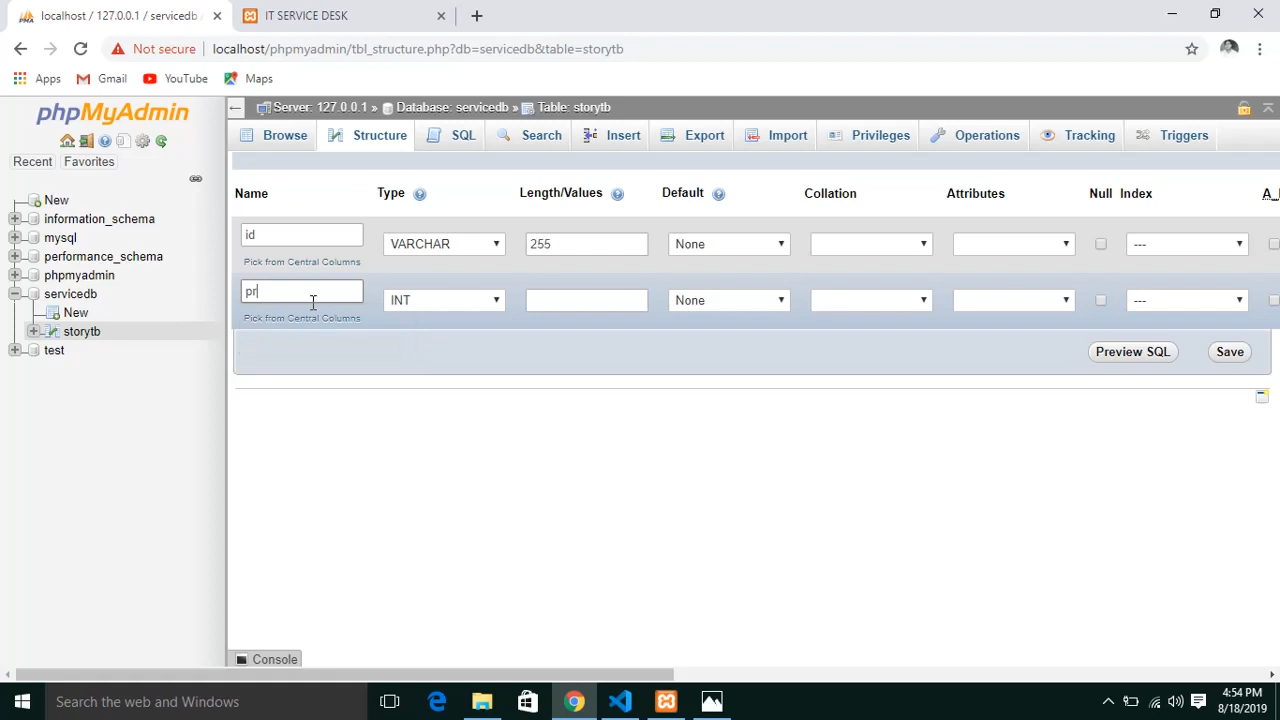 localhost / 127.0.0.1 / servicedb
IT SERVICE DESK
Not secure
localhost/phpmyadmin/tbl_structure.php?db=servicedb&table=storytb
Apps
Gmail
YouTube
Maps
phpMyAdmin
Recent
Favorites
New
information_schema
mysql
performance_schema
phpmyadmin
servicedb
New
storytb
test
Server: 127.0.0.1 » Database: servicedb » Table: storytb
Browse
Structure
SQL
Search
Insert
Export
Import
Privileges
Operations
Tracking
Triggers
Name
Type
Length/Values
Default
Collation
Attributes
Null
Index
A_I
id
Pick from Central Columns
VARCHAR
255
None
---
pr
Pick from Central Columns
INT
None
---
Preview SQL
Save
Console
Search the web and Windows
4:54 PM
8/18/2019